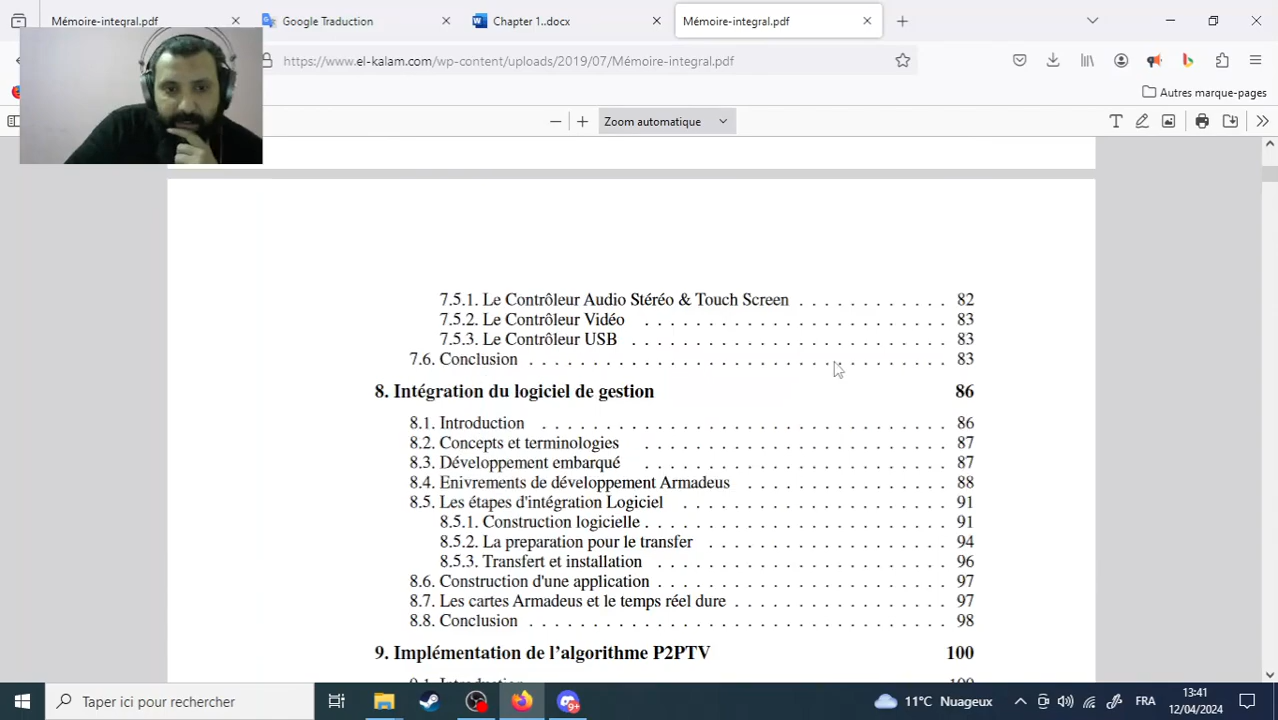 Mémoire-integral.pdf
Google Traduction
Chapter 1..docx
Mémoire-integral.pdf
https://www.el-kalam.com/wpcontent/uploads/2019/07/Mémoire-integral.pdf
Autres marque-pages
Zoom automatique
7.5.1. Le Contrôleur Audio Stéréo & Touch Screen . . . . . . . . . . . . 82
7.5.2. Le Contrôleur Vidéo . . . . . . . . . . . . . . . . . . . . . . . . 83
7.5.3. Le Contrôleur USB . . . . . . . . . . . . . . . . . . . . . . . . . 83
7.6. Conclusion . . . . . . . . . . . . . . . . . . . . . . . . . . . . . . . . . 83
8. Intégration du logiciel de gestion 86
8.1. Introduction . . . . . . . . . . . . . . . . . . . . . . . . . . . . . . . . 86
8.2. Concepts et terminologies . . . . . . . . . . . . . . . . . . . . . . . . 87
8.3. Développement embarqué . . . . . . . . . . . . . . . . . . . . . . . . 87
8.4. Enivrements de développement Armadeus . . . . . . . . . . . . . . . . 88
8.5. Les étapes d'intégration Logiciel . . . . . . . . . . . . . . . . . . . . . 91
8.5.1. Construction logicielle . . . . . . . . . . . . . . . . . . . . . . . . 91
8.5.2. La preparation pour le transfer . . . . . . . . . . . . . . . . . . . 94
8.5.3. Transfert et installation . . . . . . . . . . . . . . . . . . . . . . . 96
8.6. Construction d'une application . . . . . . . . . . . . . . . . . . . . . . . 97
8.7. Les cartes Armadeus et le temps réel dure . . . . . . . . . . . . . . . . . 97
8.8. Conclusion . . . . . . . . . . . . . . . . . . . . . . . . . . . . . . . . . 98
9. Implémentation de l’algorithme P2PTV 100
Taper ici pour rechercher
11°C Nuageux
FRA
13:41
12/04/2024